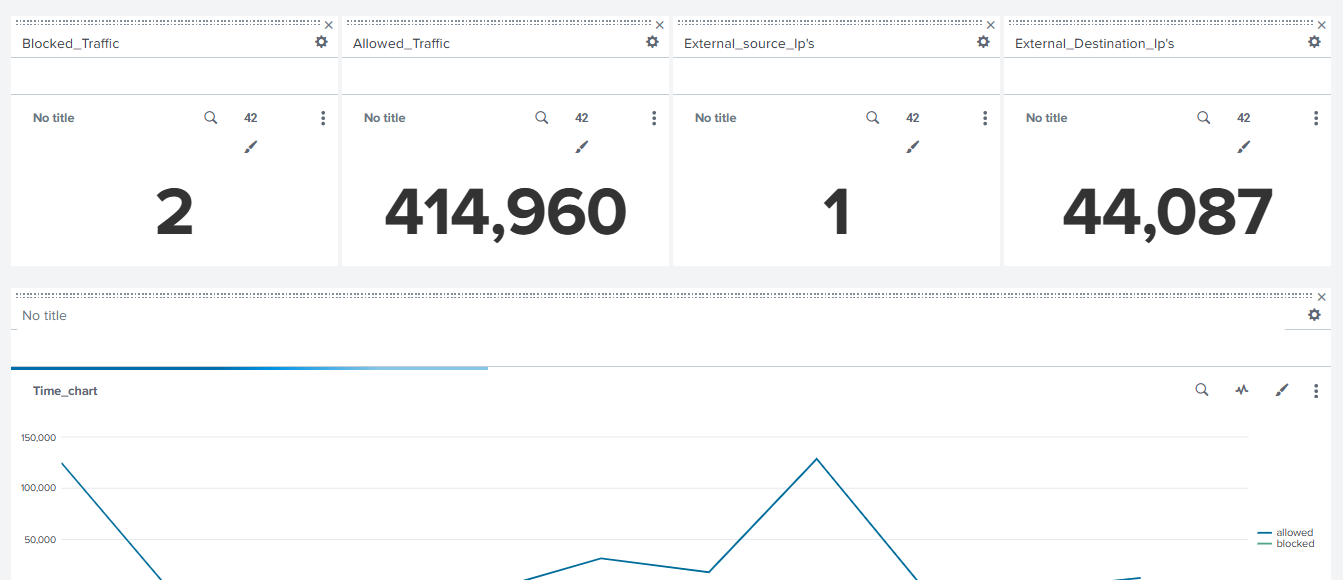 Blocked_Traffic
Allowed_Traffic
External_source_Ip's
External_Destination_Ip's
No title
42
No title
42
No title
42
No title
42
2
414,960
1
44,087
No title
Time_chart
150,000
100,000
50,000
allowed
blocked